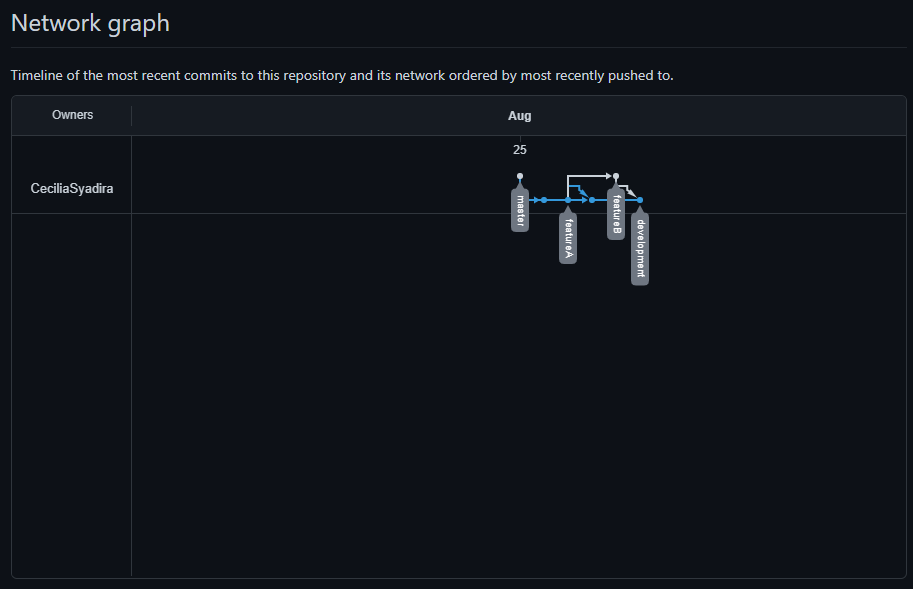 Network graph
Timeline of the most recent commits to this repository and its network ordered by most recently pushed to.
Owners
Aug
25
CeciliaSyadira
master
featureA
featureB
development